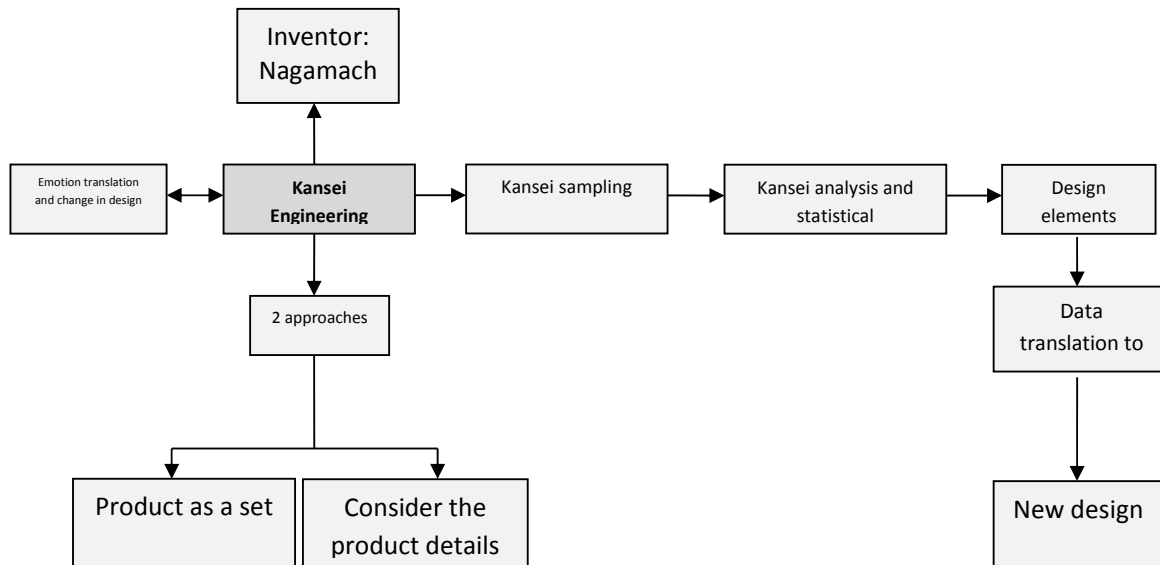 Inventor:
Nagamach
Emotion translation
and change in design
Kansei
Engineering
Kansei sampling
Kansei analysis and
statistical
Design
elements
2 approaches
Data
translation to
Product as a set
Consider the
product details
New design